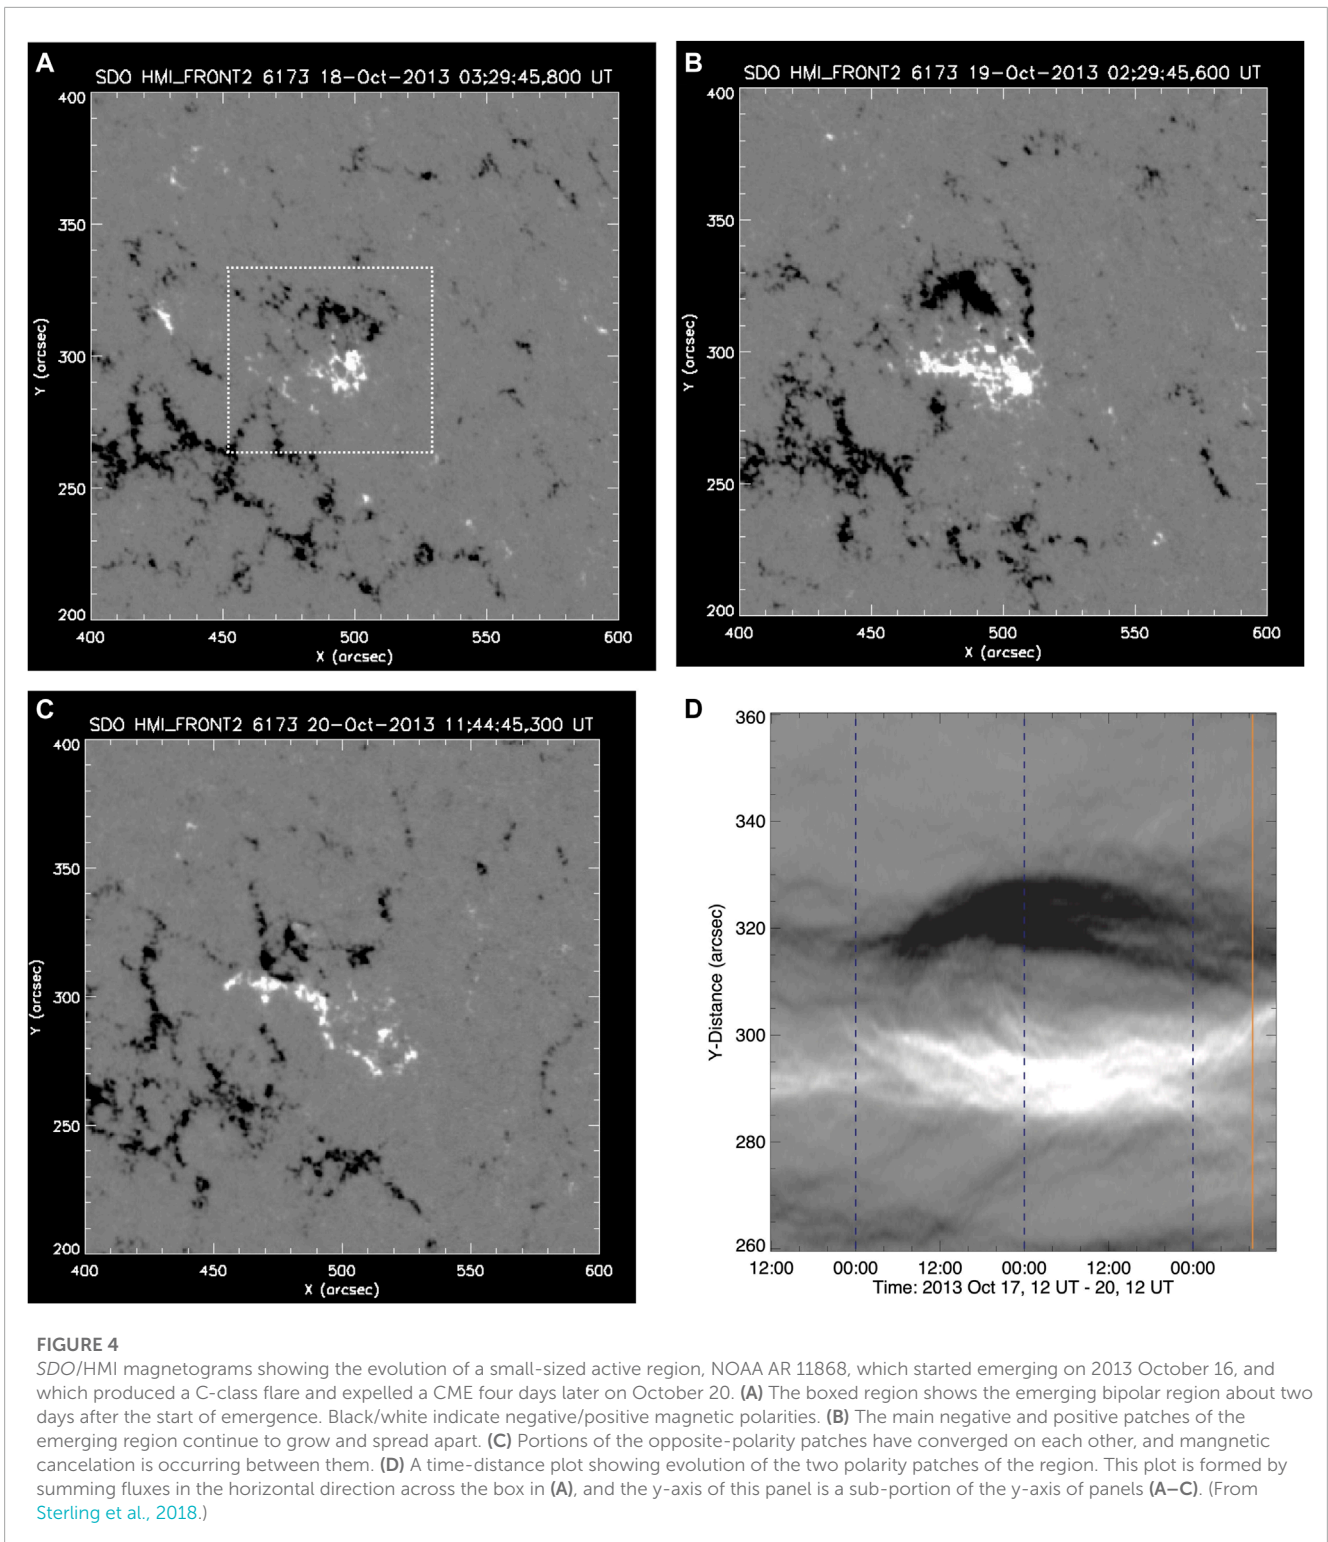 A
SDO HMI_FRONT2 6173 18-Oct-2013 03:29:45.800 UT
400
350
300
250
200
Y (arcsec)
400 450 500 550 600
X (arcsec)
B
SDO HMI_FRONT2 6173 19-Oct-2013 02:29:45.600 UT
400
350
300
250
200
Y (arcsec)
400 450 500 550 600
X (arcsec)
C
SDO HMI_FRONT2 6173 20-Oct-2013 11:44:45.300 UT
400
350
300
250
200
Y (arcsec)
400 450 500 550 600
X (arcsec)
D
360
340
320
300
280
260
Y-Distance (arcsec)
12:00 00:00 12:00 00:00 12:00 00:00
Time: 2013 Oct 17, 12 UT - 20, 12 UT
FIGURE 4
SDO/HMI magnetograms showing the evolution of a small-sized active region, NOAA AR 11868, which started emerging on 2013 October 16, and
which produced a C-class flare and expelled a CME four days later on October 20. (A) The boxed region shows the emerging bipolar region about two
days after the start of emergence. Black/white indicate negative/positive magnetic polarities. (B) The main negative and positive patches of the
emerging region continue to grow and spread apart. (C) Portions of the opposite-polarity patches have converged on each other, and mangnetic
cancelation is occurring between them. (D) A time-distance plot showing evolution of the two polarity patches of the region. This plot is formed by
summing fluxes in the horizontal direction across the box in (A), and the y-axis of this panel is a sub-portion of the y-axis of panels (A–C). (From
Sterling et al., 2018.)